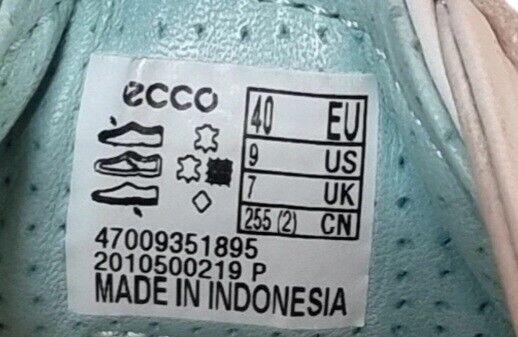 ecco
40 EU
9 US
7 UK
255 (2) CN
47009351895
2010500219 P
MADE IN INDONESIA